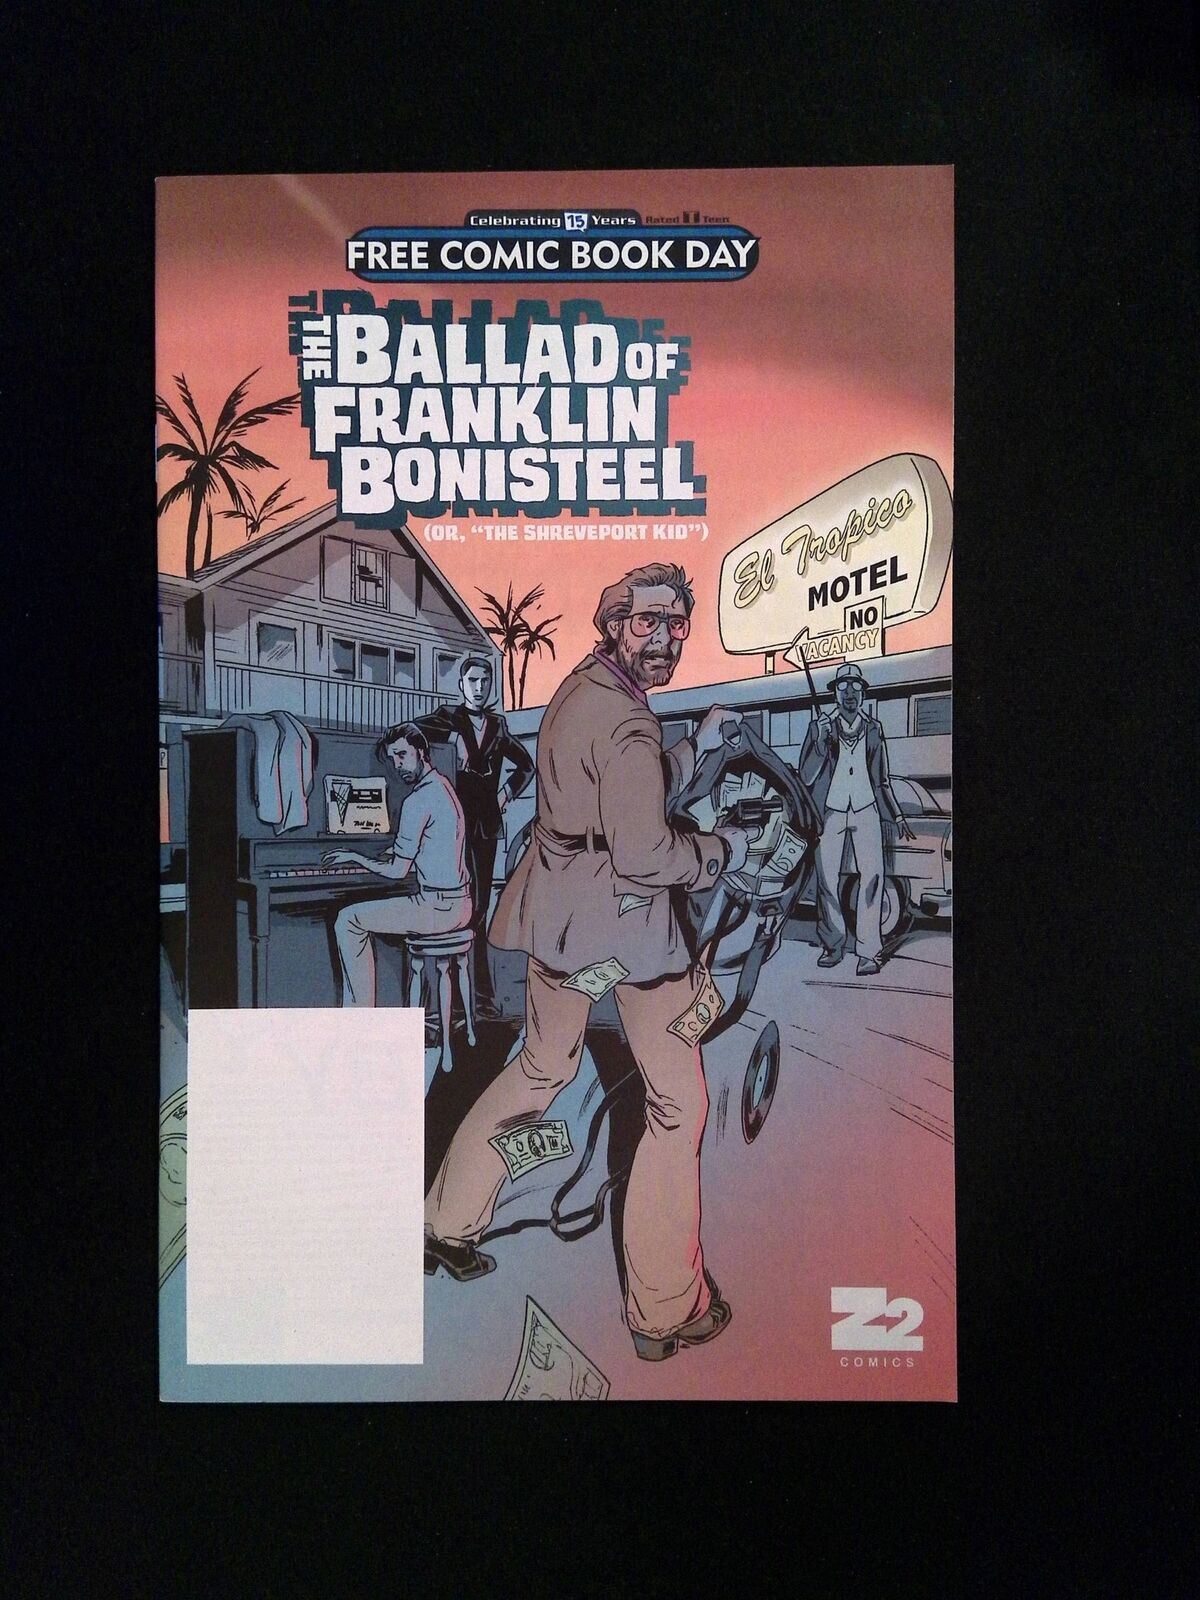 Celebrating 15 Years Rated T Teen
FREE COMIC BOOK DAY
THE BALLAD OF
FRANKLIN
BONISTEEL
(OR, "THE SHREVEPORT KID")
El Tropico
MOTEL
NO
VACANCY
Z2
COMICS